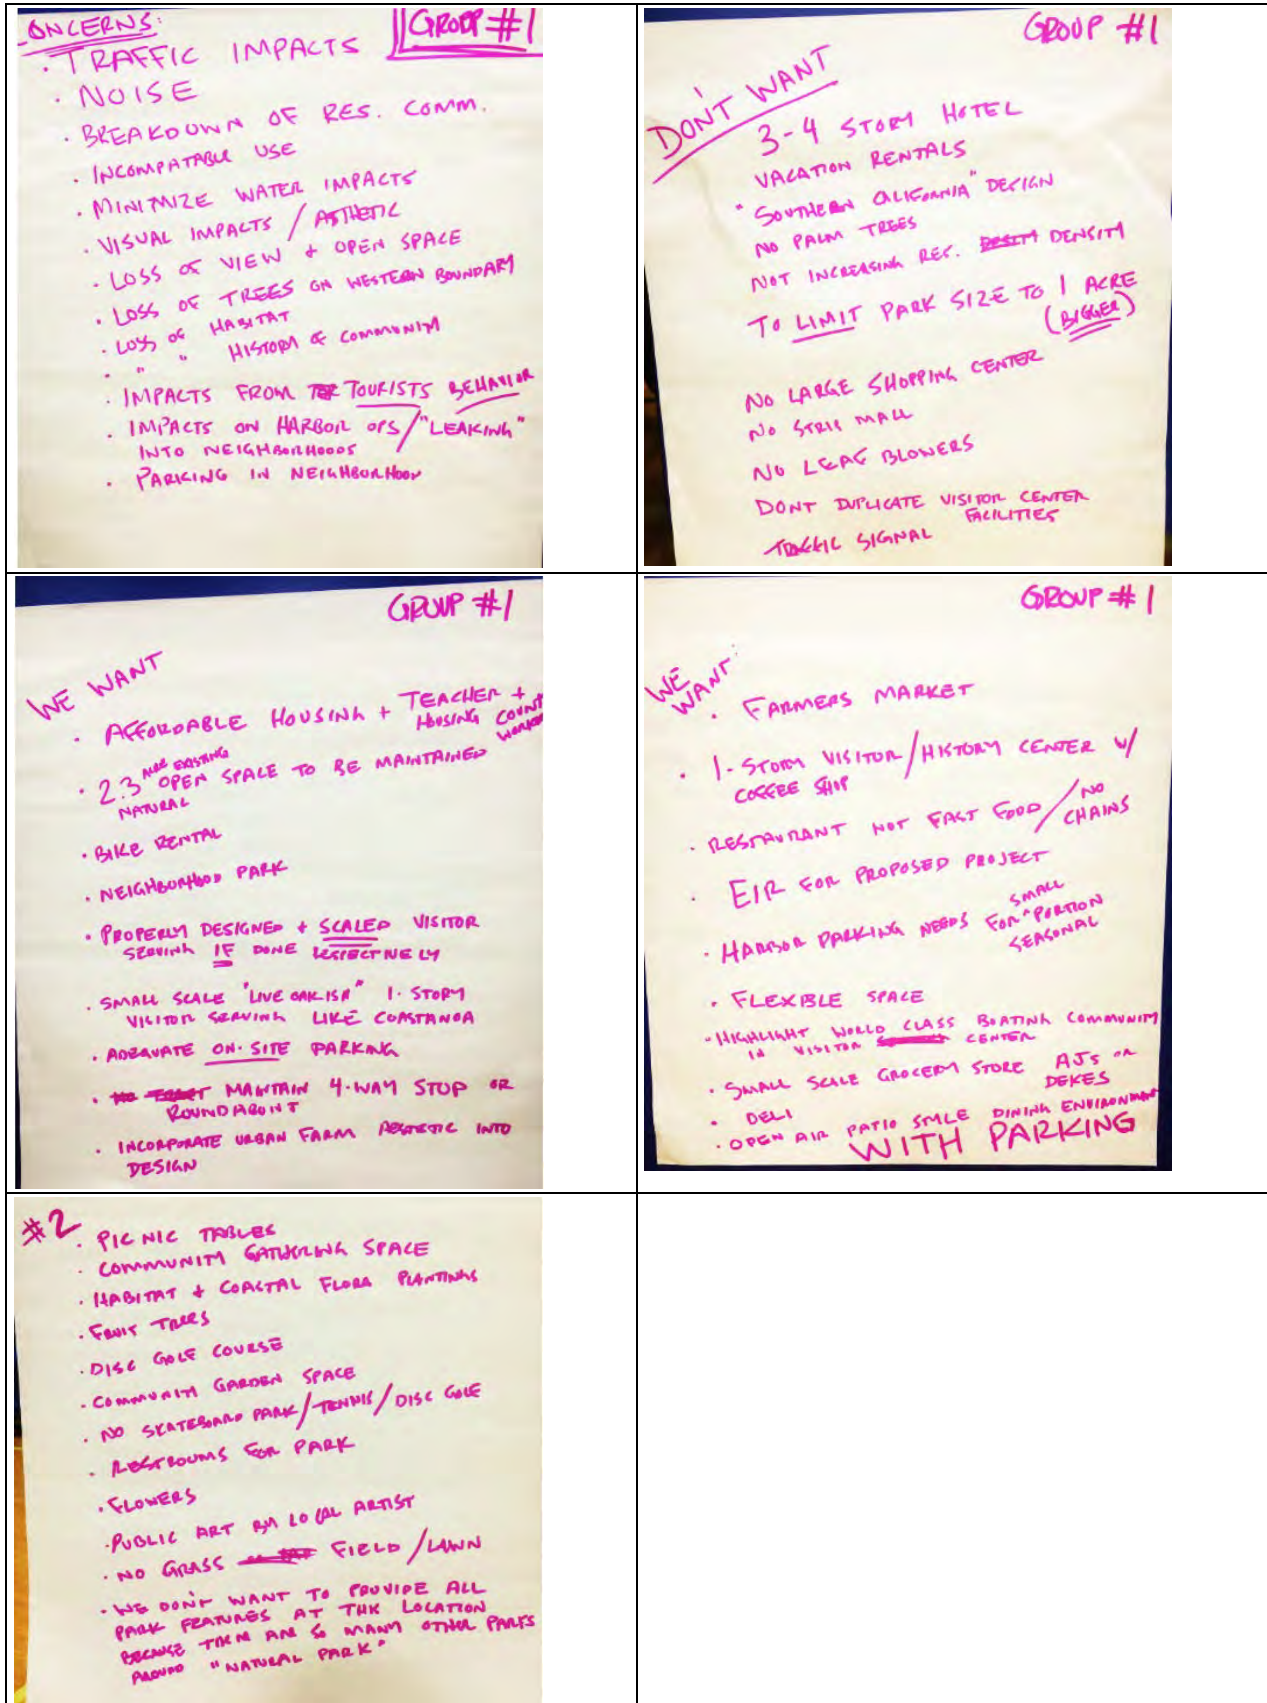 CONCERNS:
GROUP #1
· TRAFFIC IMPACTS
· NOISE
· BREAKDOWN OF RES. COMM.
· INCOMPATABLE USE
· MINIMIZE WATER IMPACTS
· VISUAL IMPACTS / ASTHETIC
· LOSS OF VIEW + OPEN SPACE
· LOSS OF TREES ON WESTERN BOUNDARY
· LOSS OF HABITAT
· " " HISTORY OF COMMUNITY
· IMPACTS FROM TOURISTS BEHAVIOR
· IMPACTS ON HARBOR OPS / "LEAKING"
INTO NEIGHBORHOODS
· PARKING IN NEIGHBORHOOD
GROUP #1
DON'T WANT
3-4 STORY HOTEL
VACATION RENTALS
"SOUTHERN CALIFORNIA" DESIGN
NO PALM TREES
NOT INCREASING RES. DENSITY
TO LIMIT PARK SIZE TO 1 ACRE
(BIGGER)
NO LARGE SHOPPING CENTER
NO STRIP MALL
NO LEAF BLOWERS
DONT DUPLICATE VISITOR CENTER
FACILITIES
TRAFFIC SIGNAL
GROUP #1
WE WANT
· AFFORDABLE HOUSING + TEACHER +
HOUSING COUNTY
· 2.3 ACRE EXISTING
OPEN SPACE TO BE MAINTAINED
NATURAL
· BIKE RENTAL
· NEIGHBORHOOD PARK
· PROPERLY DESIGNED + SCALED VISITOR
SERVING IF DONE RESPECTIVELY
· SMALL SCALE "LIVE OAK ISH" 1-STORY
VISITOR SERVING LIKE COASTANOA
· ADEQUATE ON-SITE PARKING
· MAINTAIN 4-WAY STOP OR
ROUNDABOUT
· INCORPORATE URBAN FARM AESTETIC INTO
DESIGN
GROUP #1
WE WANT:
· FARMERS MARKET
· 1-STORY VISITOR/HISTORY CENTER W/
COFFEE SHOP
· RESTAURANT NOT FAST FOOD / NO
CHAINS
· EIR FOR PROPOSED PROJECT
· HARBOR PARKING NEEDS FOR ^ SMALL PORTION
SEASONAL
· FLEXIBLE SPACE
· HIGHLIGHT WORLD CLASS BOATING COMMUNITY
IN VISITOR CENTER
· SMALL SCALE GROCERY STORE AJS OR
DEKES
· DELI
· OPEN AIR PATIO STYLE DINING ENVIRONMENT
WITH PARKING
#2
· PICNIC TABLES
· COMMUNITY GATHERING SPACE
· HABITAT + COASTAL FLORA PLANTINGS
· FRUIT TREES
· DISC GOLF COURSE
· COMMUNITY GARDEN SPACE
· NO SKATEBOARD PARK/TENNIS/DISC GOLF
· RESTROOMS FOR PARK
· FLOWERS
· PUBLIC ART BY LOCAL ARTIST
· NO GRASS FIELD/LAWN
· WE DON'T WANT TO PROVIDE ALL
PARK FEATURES AT THIS LOCATION
BECAUSE THERE ARE SO MANY OTHER PARKS
AROUND "NATURAL PARK"